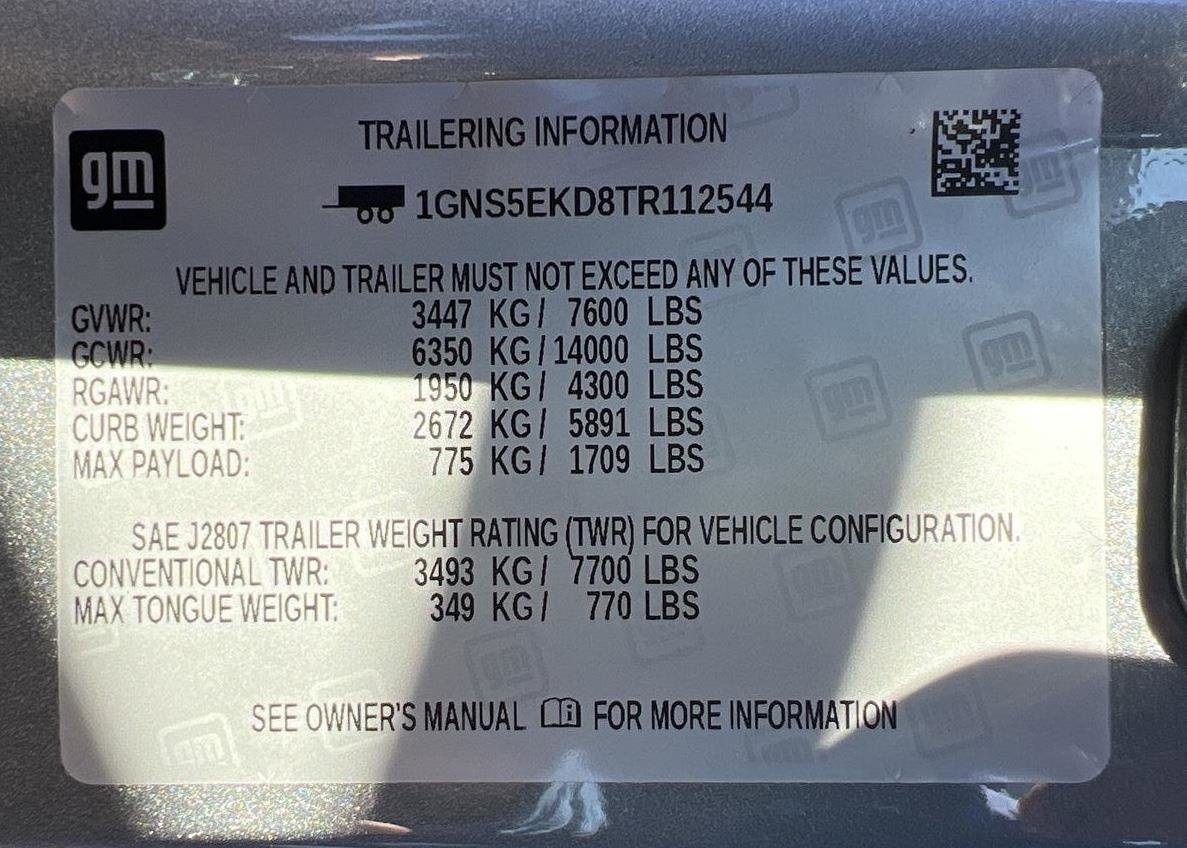 gm
TRAILERING INFORMATION
1GNS5EKD8TR112544
VEHICLE AND TRAILER MUST NOT EXCEED ANY OF THESE VALUES.
GVWR: 3447 KG/ 7600 LBS
GCWR: 6350 KG/14000 LBS
RGAWR: 1950 KG/ 4300 LBS
CURB WEIGHT: 2672 KG/ 5891 LBS
MAX PAYLOAD: 775 KG/ 1709 LBS
SAE J2807 TRAILER WEIGHT RATING (TWR) FOR VEHICLE CONFIGURATION.
CONVENTIONAL TWR: 3493 KG/ 7700 LBS
MAX TONGUE WEIGHT: 349 KG/ 770 LBS
SEE OWNER'S MANUAL FOR MORE INFORMATION